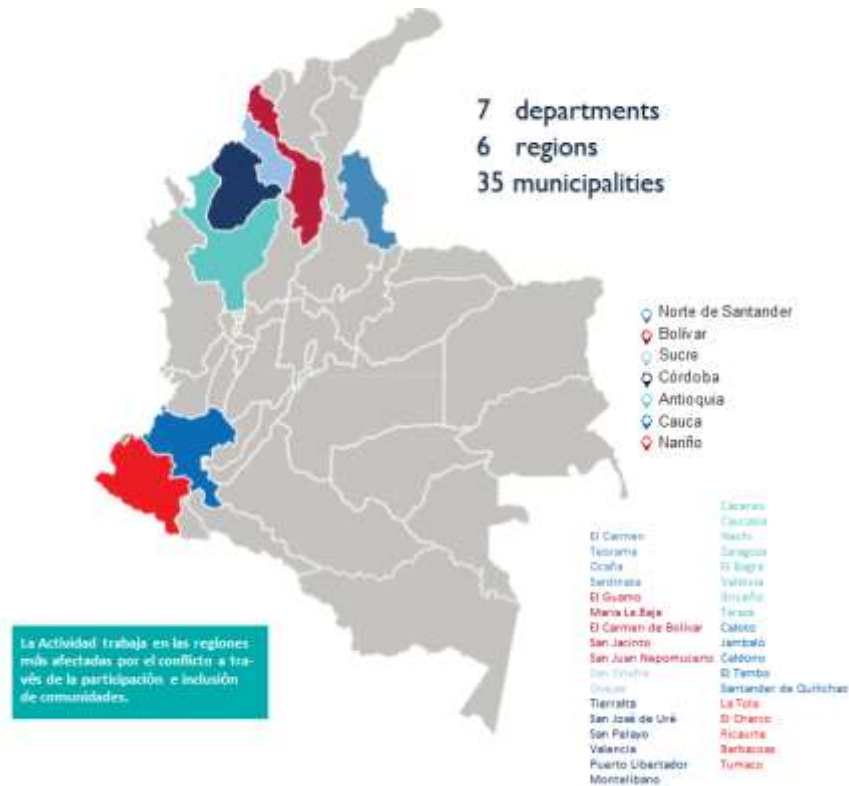 7 departments
6 regions
35 municipalities
Norte de Santander
Bolívar
Sucre
Córdoba
Antioquia
Cauca
Nariño
La Actividad trabaja en las regiones
más afectadas por el conflicto a tra-
vés de la participación e inclusión
de comunidades.
El Carmen
Teorama
Ocaña
Sardinata
El Guamo
María La Baja
El Carmen de Bolívar
San Jacinto
San Juan Nepomuceno
San Onofre
Ovejas
Tierralta
San José de Uré
San Pelayo
Valencia
Puerto Libertador
Montelíbano
Caceres
Caucasia
Nechí
Zaragoza
El Bagre
Valdivia
Briceño
Tarazá
Caloto
Jambaló
Caldono
El Tambo
Santander de Quilichao
La Tola
El Charco
Ricaurte
Barbacoas
Tumaco